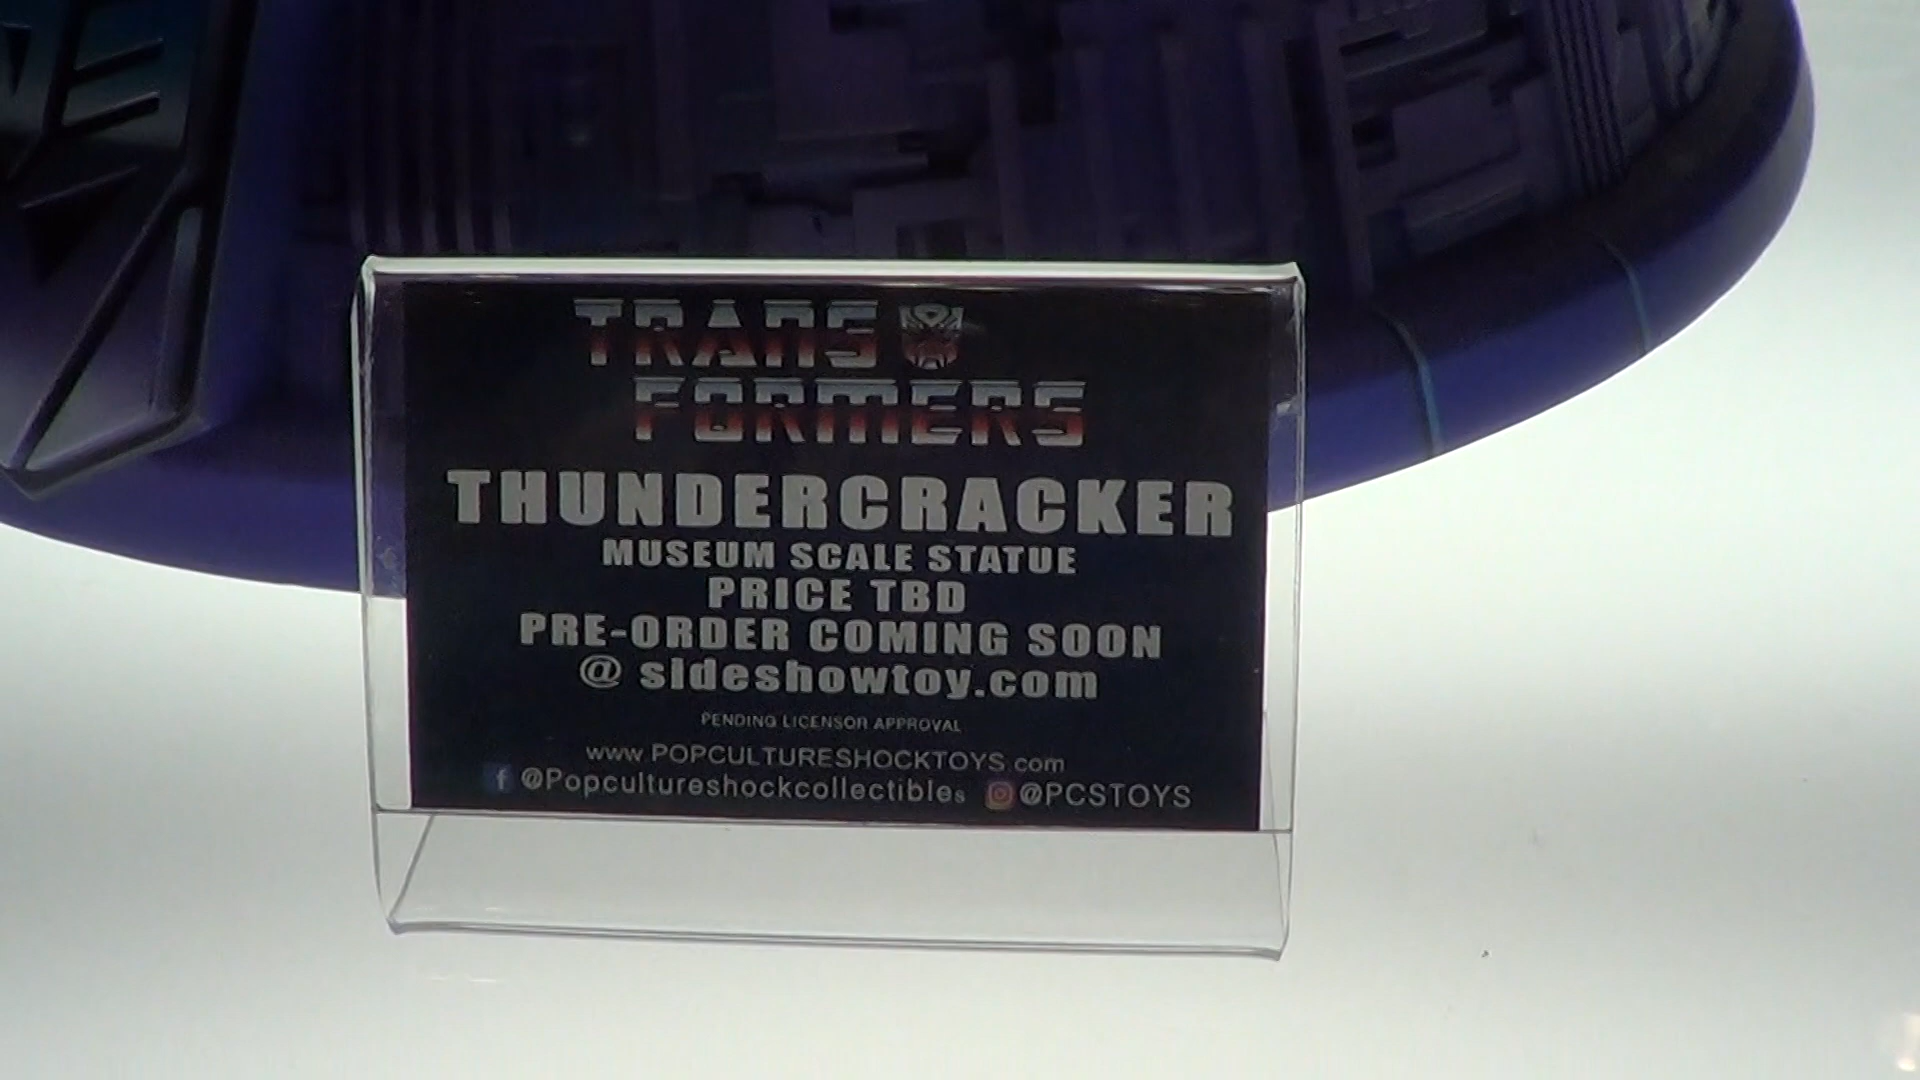 TRANS
FORMERS
THUNDERCRACKER
MUSEUM SCALE STATUE
PRICE TBD
PRE-ORDER COMING SOON
@ sideshowtoy.com
PENDING LICENSOR APPROVAL
www.POPCULTURESHOCKTOYS.com
f @Popcultureshockcollectibles @PCSTOYS